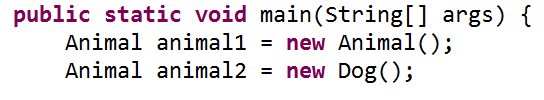 public static void main(String[] args) {
Animal animal1 = new Animal();
Animal animal2 = new Dog();